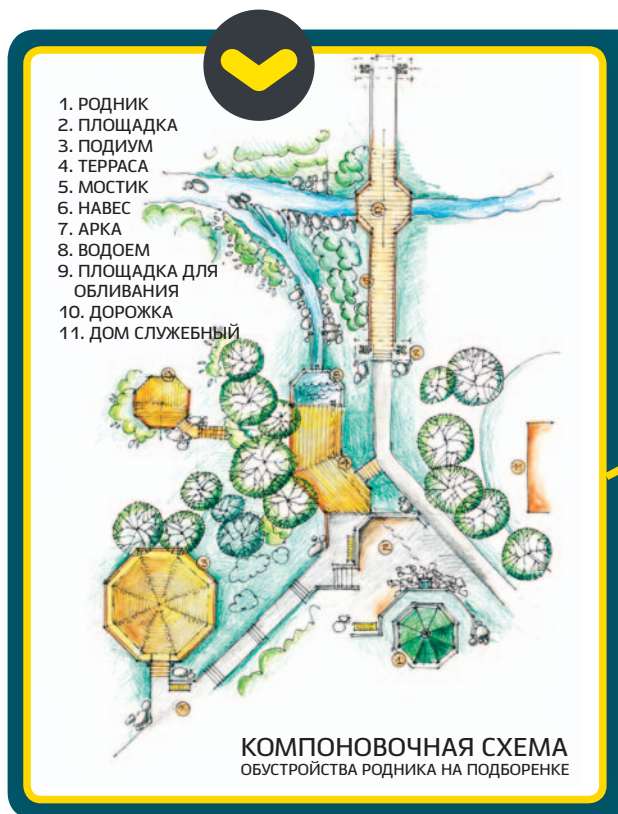 1. РОДНИК
2. ПЛОЩАДКА
3. ПОДИУМ
4. ТЕРРАСА
5. МОСТИК
6. НАВЕС
7. АРКА
8. ВОДОЕМ
9. ПЛОЩАДКА ДЛЯ
ОБЛИВАНИЯ
10. ДОРОЖКА
11. ДОМ СЛУЖЕБНЫЙ
КОМПОНОВОЧНАЯ СХЕМА
ОБУСТРОЙСТВА РОДНИКА НА ПОДБОРЕНКЕ